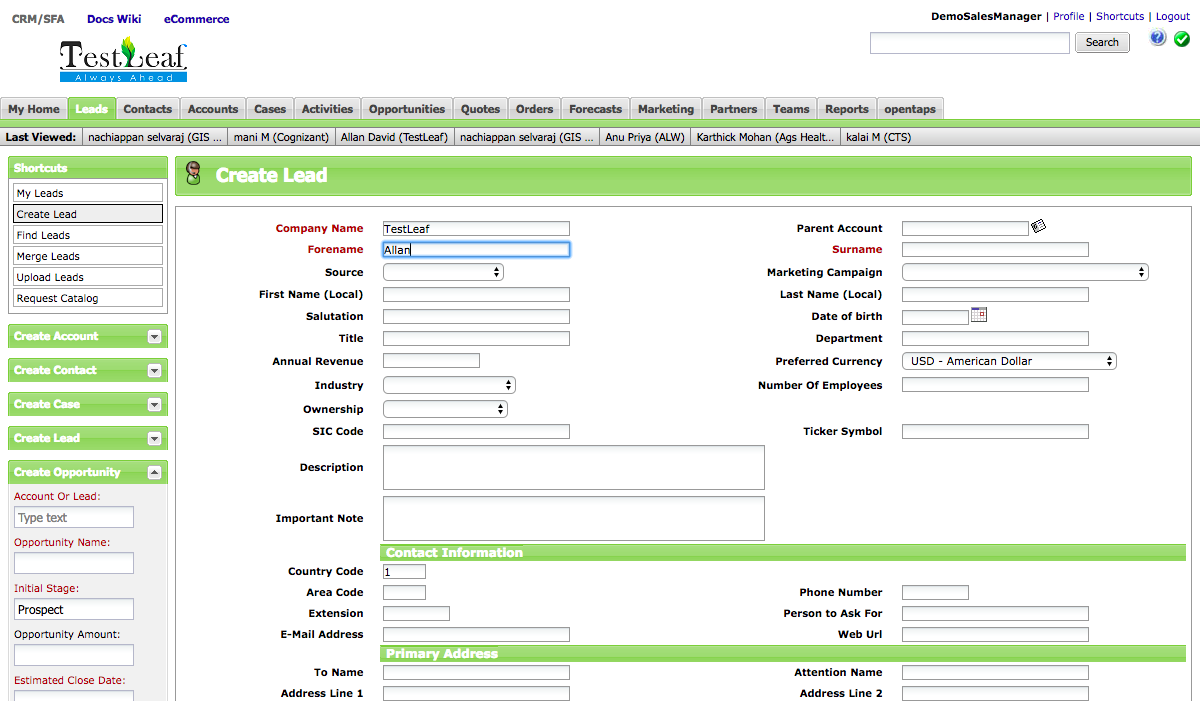 CRM/SFA Docs Wiki eCommerce
DemoSalesManager | Profile | Shortcuts | Logout
TestLeaf
Always Ahead
Search
?
My Home Leads Contacts Accounts Cases Activities Opportunities Quotes Orders Forecasts Marketing Partners Teams Reports opentaps
Last Viewed: nachiappan selvaraj (GIS ... mani M (Cognizant) Allan David (TestLeaf) nachiappan selvaraj (GIS ... Anu Priya (ALW) Karthick Mohan (Ags Healt... kalai M (CTS)
Shortcuts
My Leads
Create Lead
Find Leads
Merge Leads
Upload Leads
Request Catalog
Create Account
Create Contact
Create Case
Create Lead
Create Opportunity
Account Or Lead:
Type text
Opportunity Name:
Initial Stage:
Prospect
Opportunity Amount:
Estimated Close Date:
Create Lead
Company Name TestLeaf Parent Account
Forename Allan Surname
Source Marketing Campaign
First Name (Local) Last Name (Local)
Salutation Date of birth
Title Department
Annual Revenue Preferred Currency USD - American Dollar
Industry Number Of Employees
Ownership
SIC Code Ticker Symbol
Description
Important Note
Contact Information
Country Code 1
Area Code Phone Number
Extension Person to Ask For
E-Mail Address Web Url
Primary Address
To Name Attention Name
Address Line 1 Address Line 2